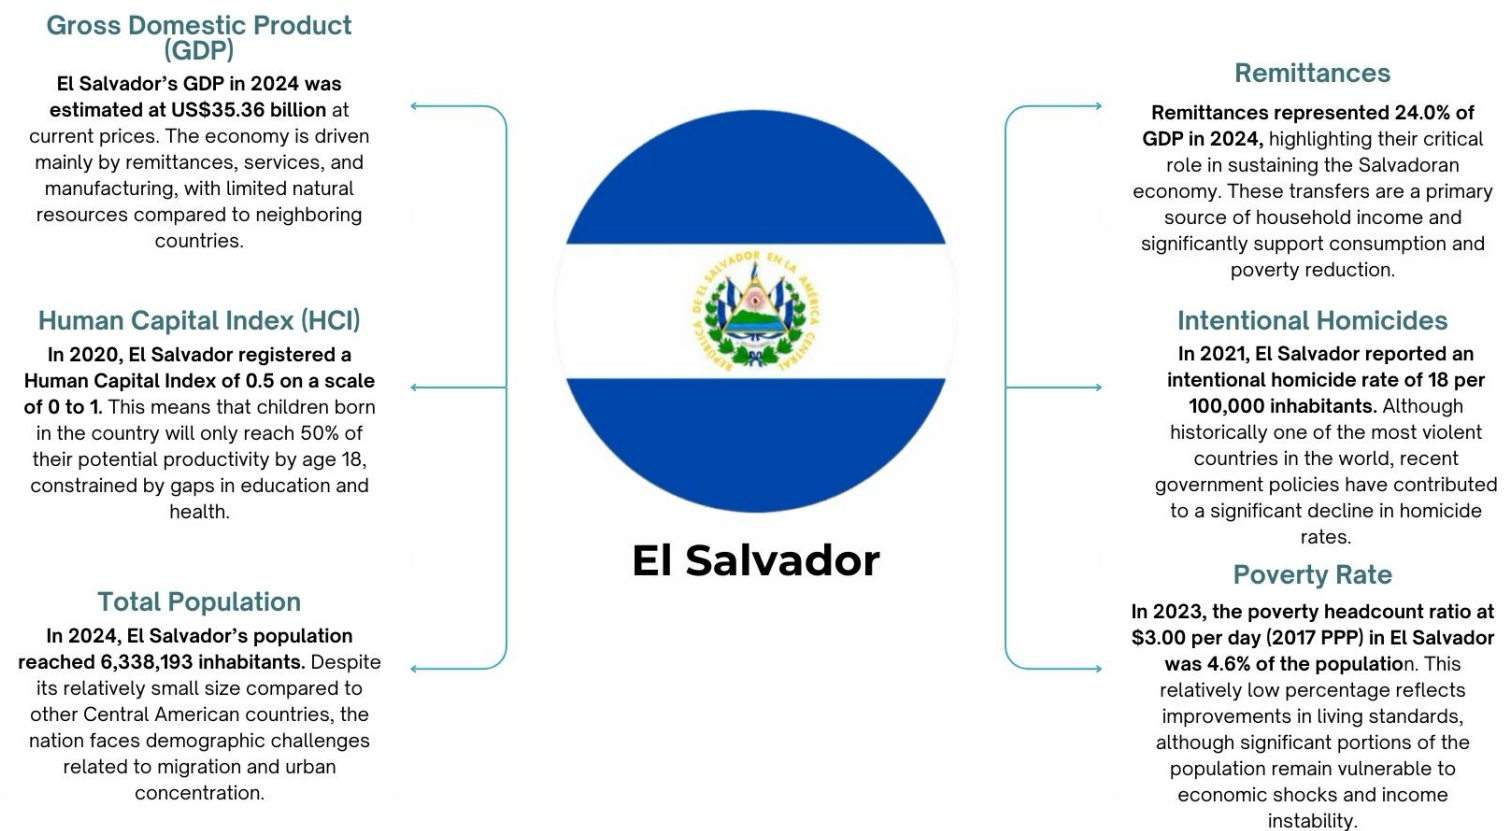 Gross Domestic Product
(GDP)
El Salvador's GDP in 2024 was
estimated at US$35.36 billion at
current prices. The economy is driven
mainly by remittances, services, and
manufacturing, with limited natural
resources compared to neighboring
countries.
Human Capital Index (HCI)
In 2020, El Salvador registered a
Human Capital Index of 0.5 on a scale
of 0 to 1. This means that children born
in the country will only reach 50% of
their potential productivity by age 18,
constrained by gaps in education and
health.
Total Population
In 2024, El Salvador's population
reached 6,338,193 inhabitants. Despite
its relatively small size compared to
other Central American countries, the
nation faces demographic challenges
related to migration and urban
concentration.
REPÚBLICA DE EL SALVADOR EN LA AMÉRICA CENTRAL
El Salvador
Remittances
Remittances represented 24.0% of
GDP in 2024, highlighting their critical
role in sustaining the Salvadoran
economy. These transfers are a primary
source of household income and
significantly support consumption and
poverty reduction.
Intentional Homicides
In 2021, El Salvador reported an
intentional homicide rate of 18 per
100,000 inhabitants. Although
historically one of the most violent
countries in the world, recent
government policies have contributed
to a significant decline in homicide
rates.
Poverty Rate
In 2023, the poverty headcount ratio at
$3.00 per day (2017 PPP) in El Salvador
was 4.6% of the population. This
relatively low percentage reflects
improvements in living standards,
although significant portions of the
population remain vulnerable to
economic shocks and income
instability.